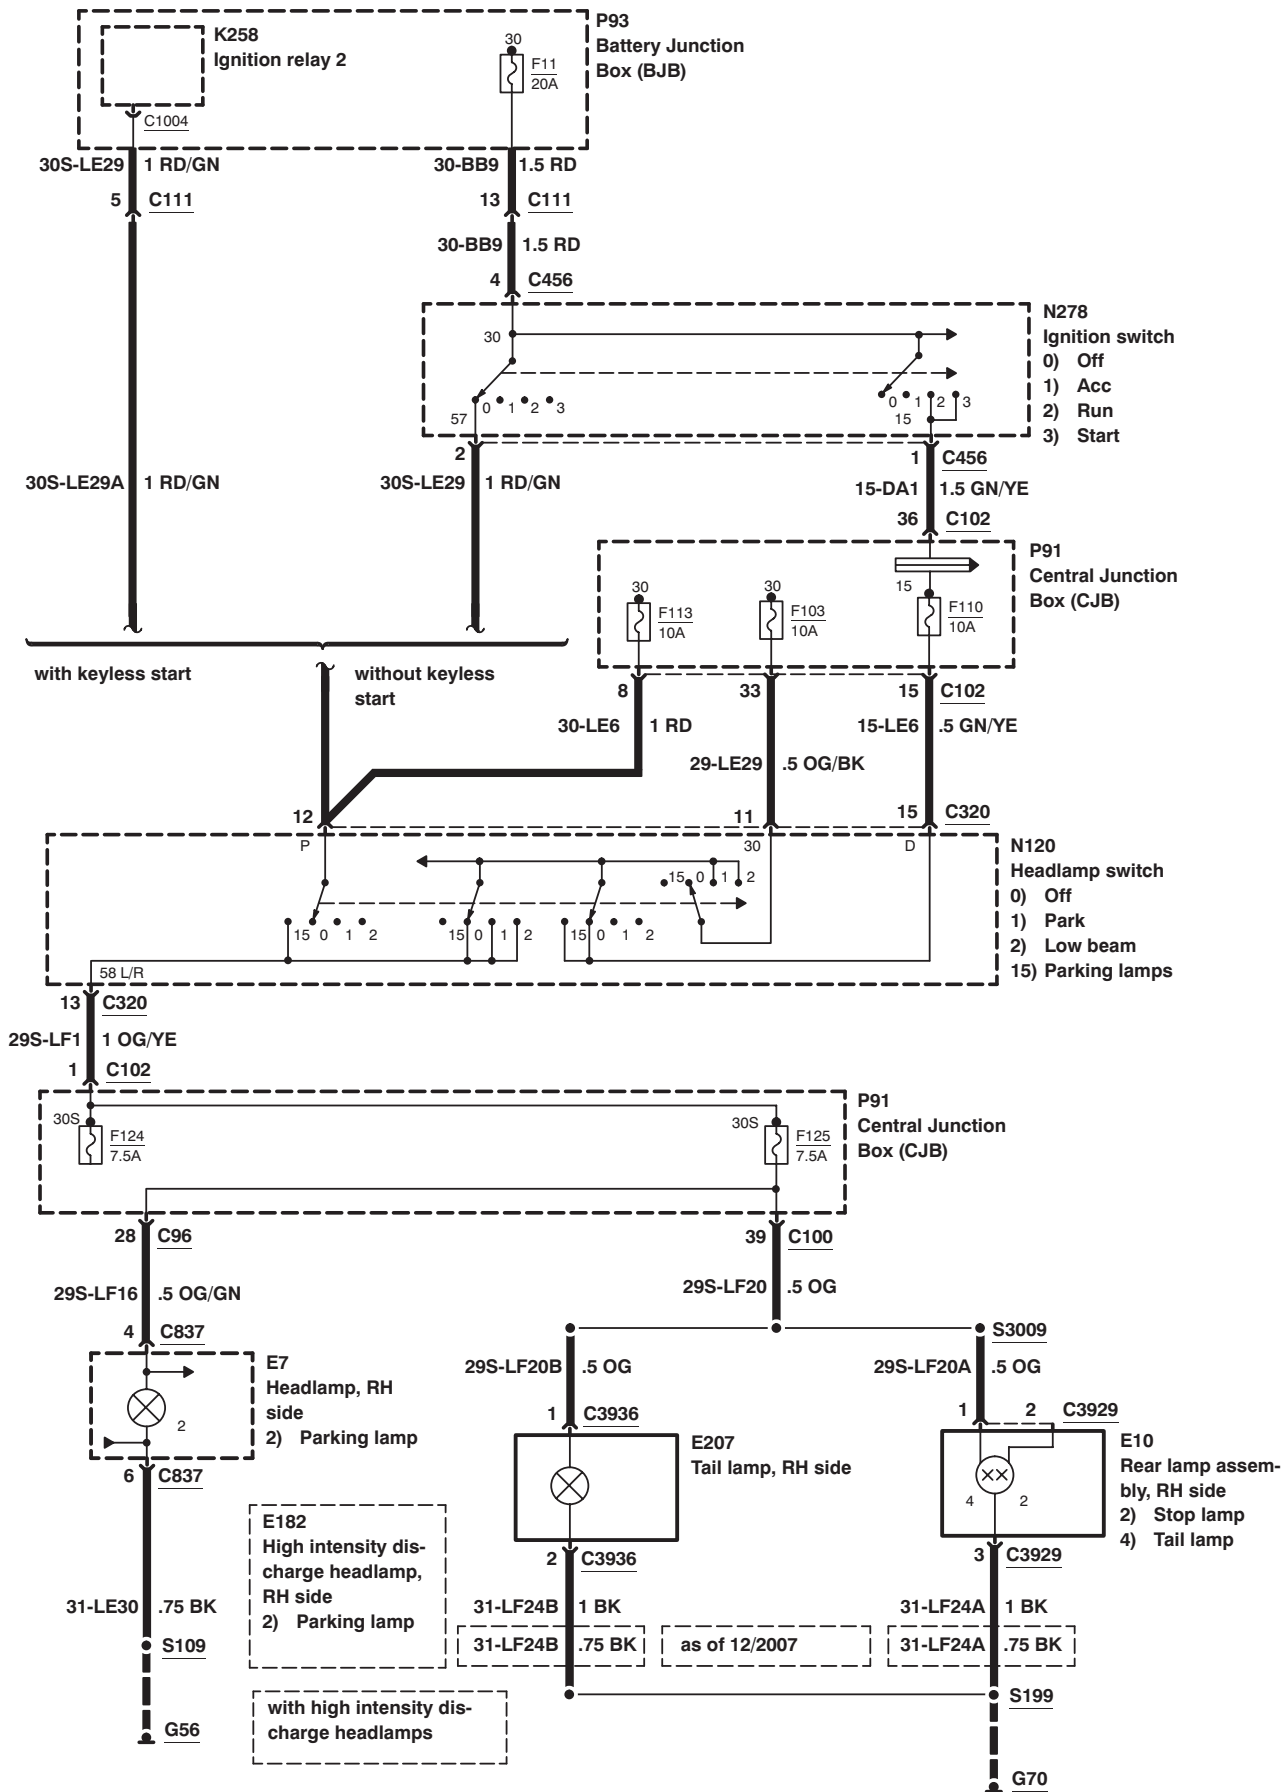 K258
Ignition relay 2
C1004
30
F11
20A
P93
Battery Junction
Box (BJB)
30S-LE29 1 RD/GN
30-BB9 1.5 RD
5 C111
13 C111
30-BB9 1.5 RD
4 C456
N278
Ignition switch
0) Off
1) Acc
2) Run
3) Start
30
0 1 2 3
57
0 1 2 3
15
2
1 C456
30S-LE29A 1 RD/GN
30S-LE29 1 RD/GN
15-DA1 1.5 GN/YE
36 C102
P91
Central Junction
Box (CJB)
30
F113
10A
30
F103
10A
15
F110
10A
with keyless start
without keyless
start
8
33
15 C102
30-LE6 1 RD
15-LE6 .5 GN/YE
29-LE29 .5 OG/BK
12
11
15 C320
P
30
D
N120
Headlamp switch
0) Off
1) Park
2) Low beam
15) Parking lamps
15 0 1 2
15 0 1 2
15 0 1 2
15 0 1 2
58 L/R
13 C320
29S-LF1 1 OG/YE
1 C102
P91
Central Junction
Box (CJB)
30S
F124
7.5A
30S
F125
7.5A
28 C96
39 C100
29S-LF16 .5 OG/GN
29S-LF20 .5 OG
4 C837
S3009
E7
Headlamp, RH
side
2) Parking lamp
2
29S-LF20B .5 OG
29S-LF20A .5 OG
1 C3936
1 2 C3929
E207
Tail lamp, RH side
E10
Rear lamp assem-
bly, RH side
2) Stop lamp
4) Tail lamp
4 2
6 C837
E182
High intensity dis-
charge headlamp,
RH side
2) Parking lamp
2 C3936
3 C3929
31-LE30 .75 BK
31-LF24B 1 BK
31-LF24A 1 BK
31-LF24B .75 BK
as of 12/2007
31-LF24A .75 BK
S109
S199
with high intensity dis-
charge headlamps
G56
G70